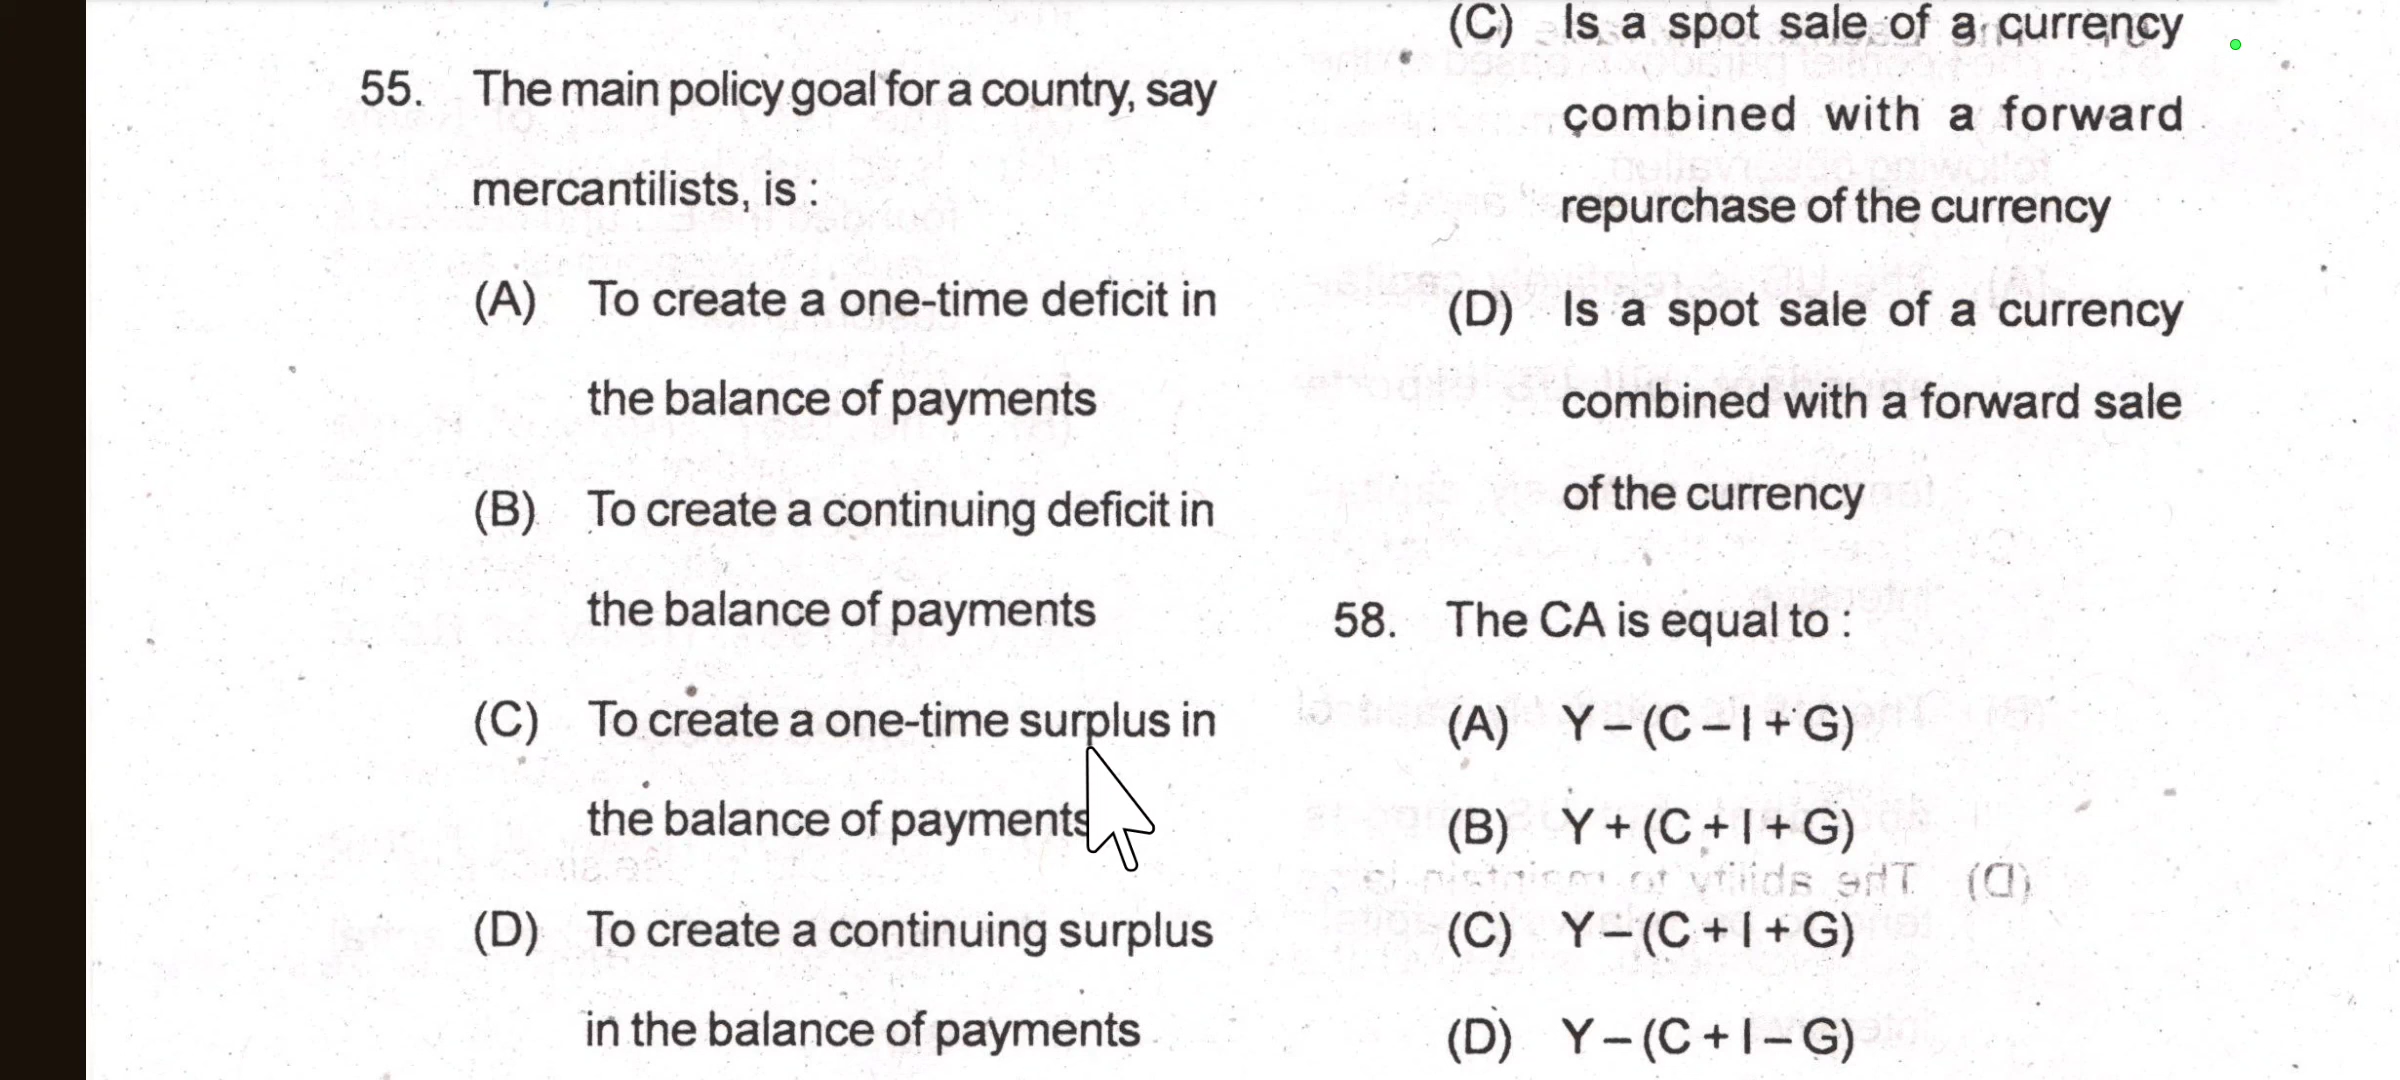 55. The main policy goal for a country, say
mercantilists, is :
(A) To create a one-time deficit in
the balance of payments
(B) To create a continuing deficit in
the balance of payments
(C) To create a one-time surplus in
the balance of payments
(D) To create a continuing surplus
in the balance of payments
(C) Is a spot sale of a currency
combined with a forward
repurchase of the currency
(D) Is a spot sale of a currency
combined with a forward sale
of the currency
58. The CA is equal to :
(A) Y – (C – I + G)
(B) Y + (C + I + G)
(C) Y – (C + I + G)
(D) Y – (C + I – G)